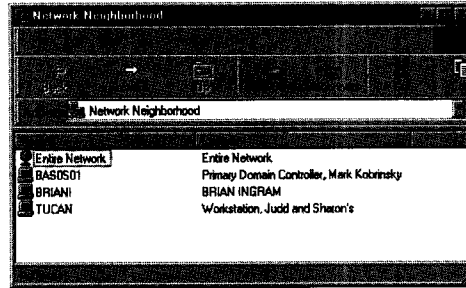 Network Neighborhood
Back
Up
Network Neighborhood
Entire Network Entire Network
BAS0S01 Primary Domain Controller, Mark Kobrinsky
BRIANI BRIAN INGRAM
TUCAN Workstation, Judd and Sharon's